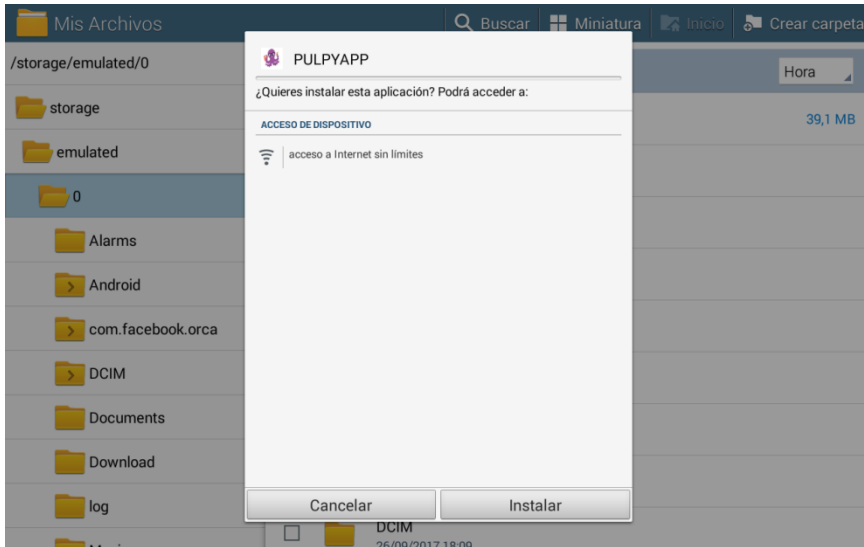 Mis Archivos
Buscar
Miniatura
Inicio
Crear carpeta
/storage/emulated/0
Hora
storage
39,1 MB
emulated
0
Alarms
Android
com.facebook.orca
DCIM
Documents
Download
log
PULPYAPP
¿Quieres instalar esta aplicación? Podrá acceder a:
ACCESO DE DISPOSITIVO
acceso a Internet sin límites
Cancelar
Instalar
DCIM
26/09/2017 18:09